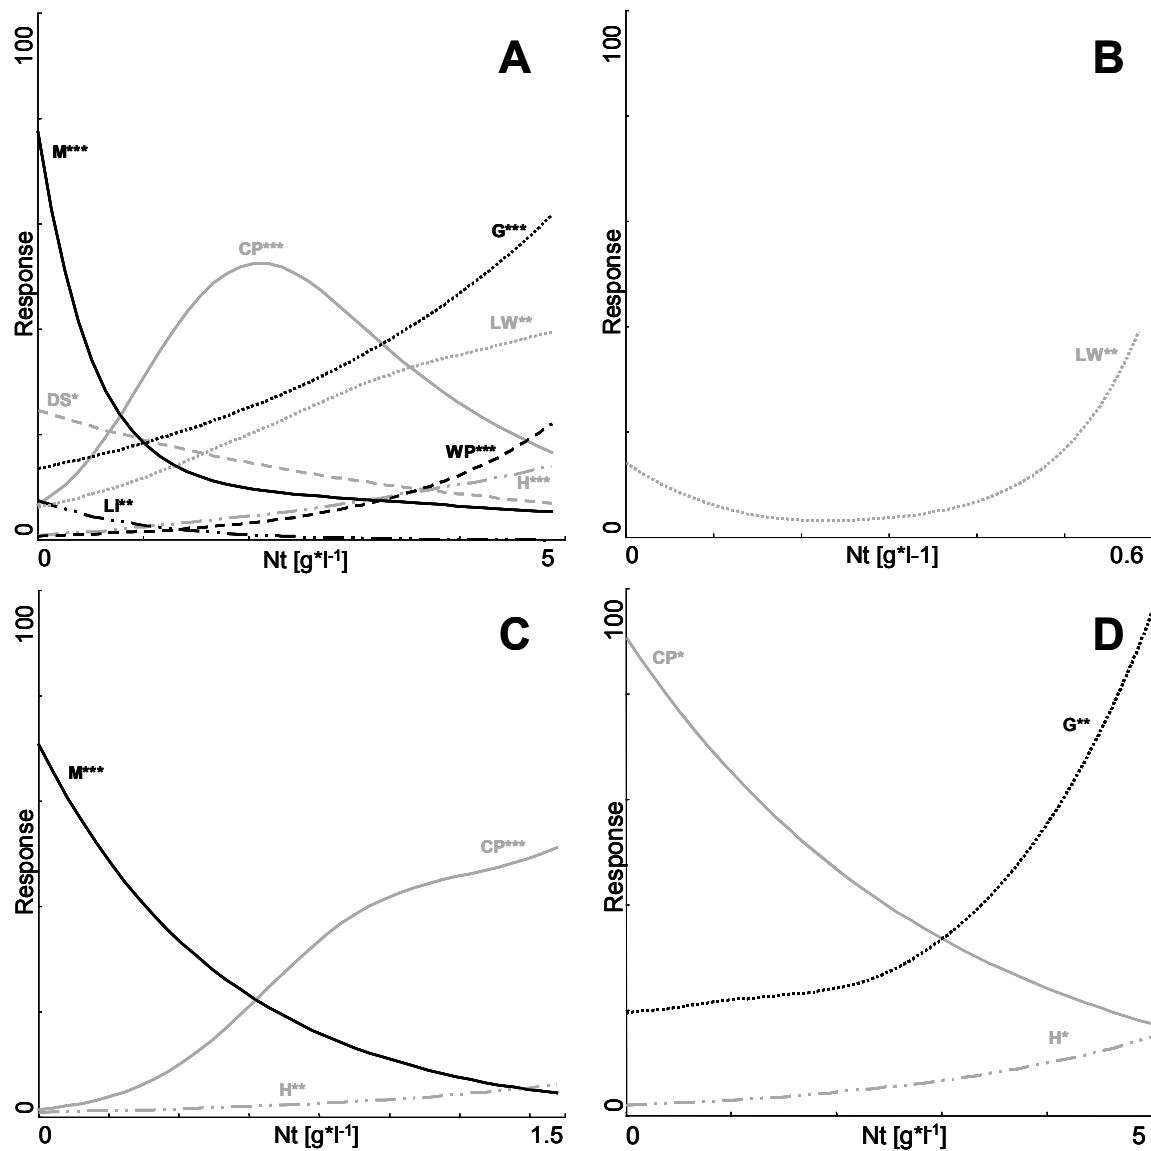 A
100
Response
0
M***
CP***
G***
LW**
DS*
WP***
H***
LI**
0
Nt [g*l-1]
5
B
100
Response
0
LW**
0
Nt [g*l-1]
0.6
C
100
Response
0
M***
CP***
H**
0
Nt [g*l-1]
1.5
D
100
Response
0
CP*
G**
H*
0
Nt [g*l1]
5